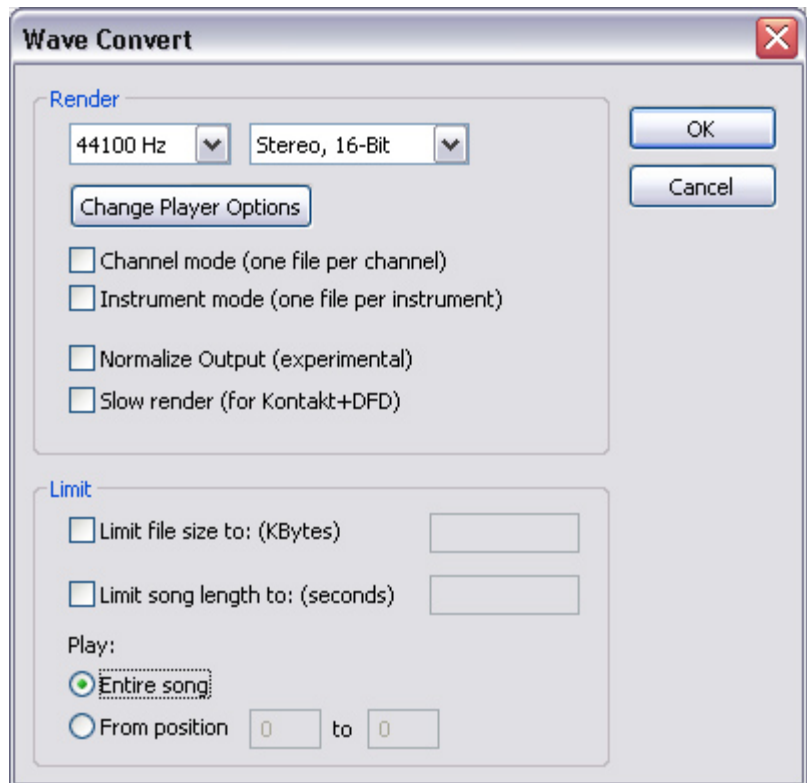 Wave Convert
Render
44100 Hz
Stereo, 16-Bit
OK
Cancel
Change Player Options
Channel mode (one file per channel)
Instrument mode (one file per instrument)
Normalize Output (experimental)
Slow render (for Kontakt+DFD)
Limit
Limit file size to: (KBytes)
Limit song length to: (seconds)
Play:
Entire song
From position 0 to 0